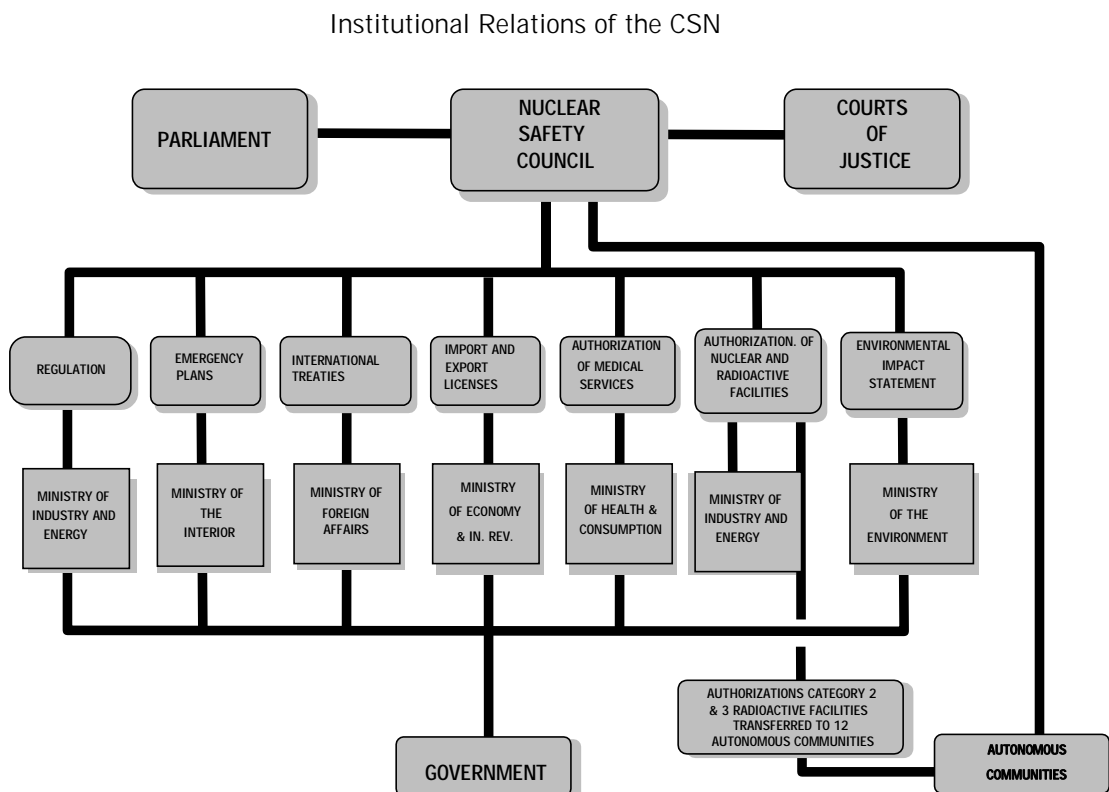 Institutional Relations of the CSN
PARLIAMENT
NUCLEAR
SAFETY
COUNCIL
COURTS
OF
JUSTICE
REGULATION
EMERGENCY
PLANS
INTERNATIONAL
TREATIES
IMPORT AND
EXPORT
LICENSES
AUTHORIZATION
OF MEDICAL
SERVICES
AUTHORIZATION. OF
NUCLEAR AND
RADIOACTIVE
FACILITIES
ENVIRONMENTAL
IMPACT
STATEMENT
MINISTRY OF
INDUSTRY AND
ENERGY
MINISTRY OF
THE
INTERIOR
MINISTRY OF
FOREIGN
AFFAIRS
MINISTRY
OF ECONOMY
& IN. REV.
MINISTRY
OF HEALTH &
CONSUMPTION
MINISTRY OF
INDUSTRY AND
ENERGY
MINISTRY
OF THE
ENVIRONMENT
AUTHORIZATIONS CATEGORY 2
& 3 RADIOACTIVE FACILITIES
TRANSFERRED TO 12
AUTONOMOUS COMMUNITIES
GOVERNMENT
AUTONOMOUS
COMMUNITIES